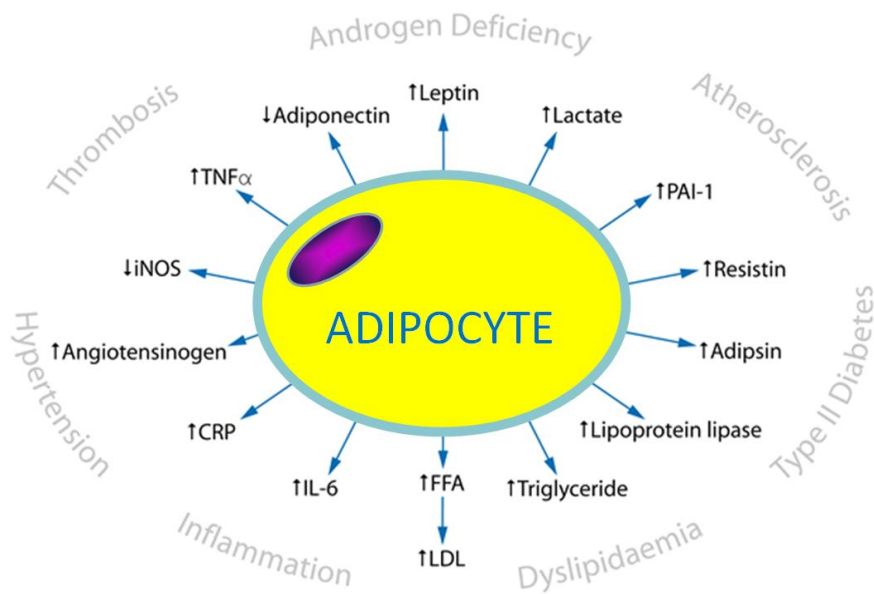 Androgen Deficiency
Thrombosis
Atherosclerosis
↑Leptin
↓Adiponectin
↑Lactate
↑TNFα
↑PAI-1
↓iNOS
↑Resistin
ADIPOCYTE
↑Angiotensinogen
↑Adipsin
Hypertension
Type II Diabetes
↑CRP
↑Lipoprotein lipase
↑IL-6
↑FFA
↑Triglyceride
↑LDL
Inflammation
Dyslipidaemia